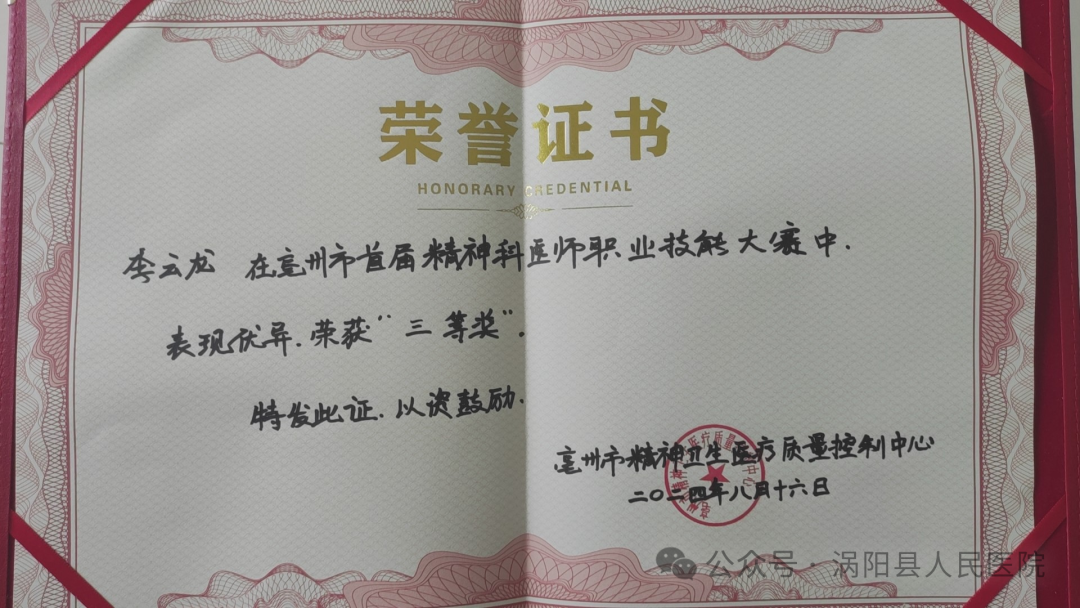 荣誉证书
HONORARY CREDENTIAL
李云龙 在亳州市首届精神科医师职业技能大赛中.
表现优异.荣获“三等奖”.
特发此证.以资鼓励.
亳州市精神卫生医疗质量控制中心
二〇二四年八月十六日
公众号·涡阳县人民医院